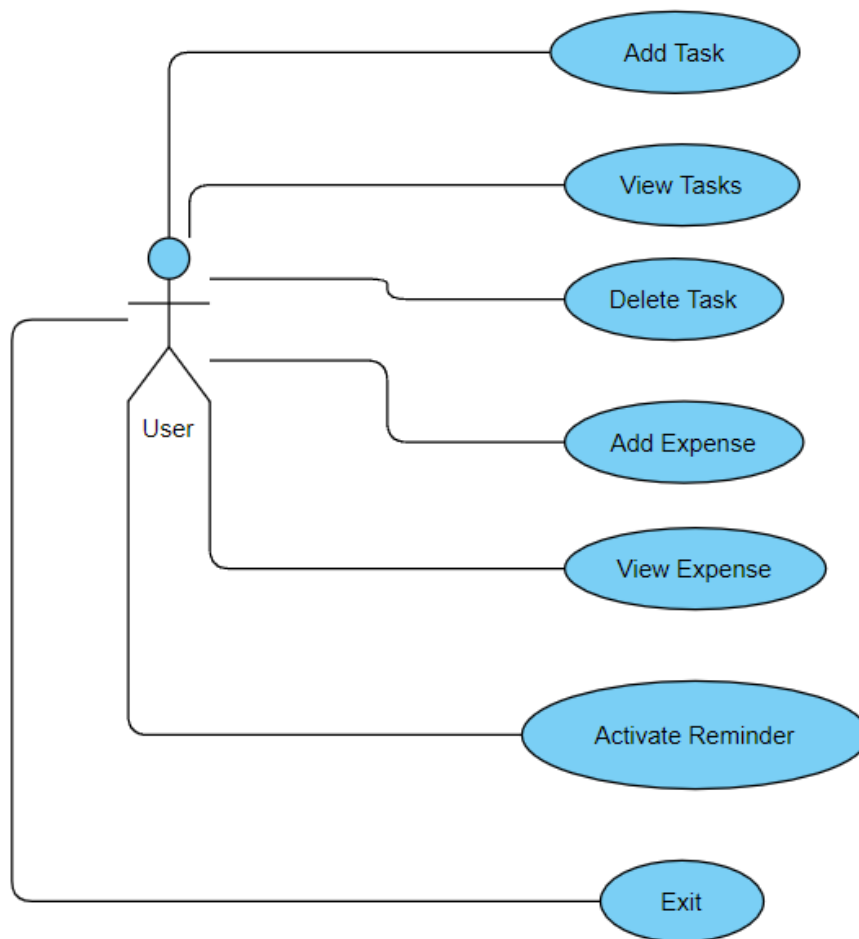 Add Task
View Tasks
Delete Task
User
Add Expense
View Expense
Activate Reminder
Exit